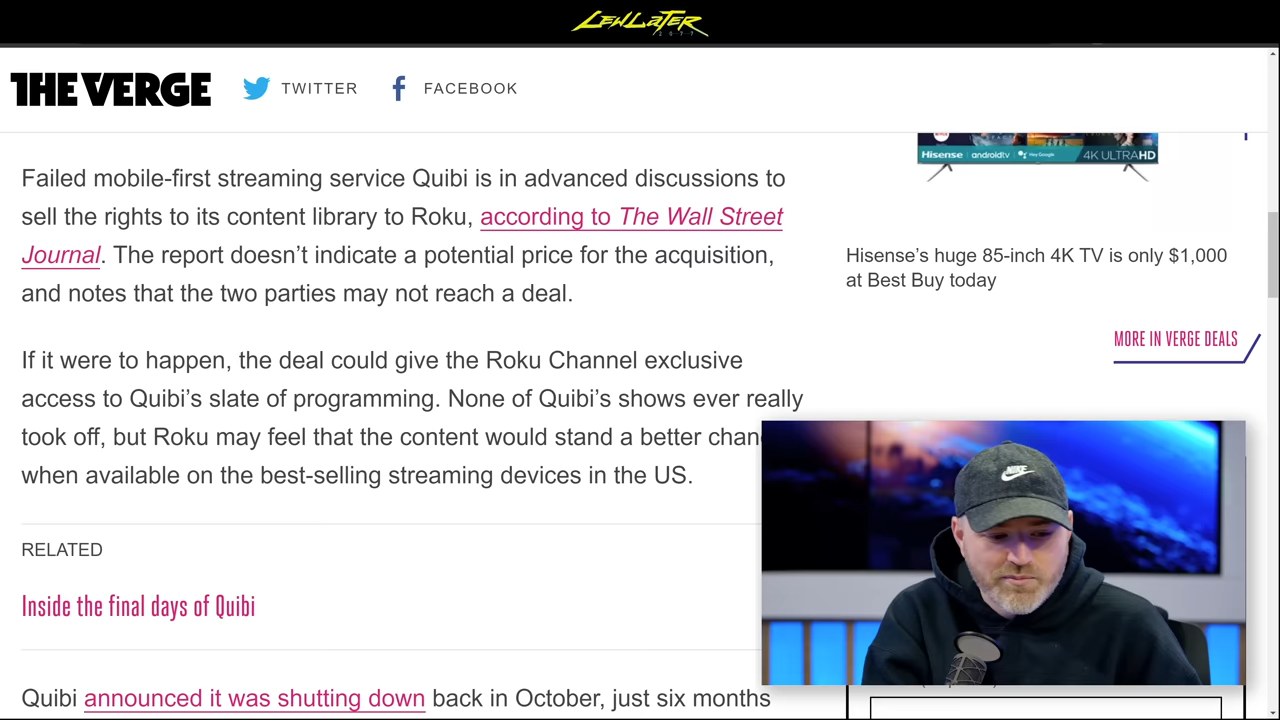 LEWLATER
2077
THE VERGE
TWITTER
FACEBOOK
Failed mobile-first streaming service Quibi is in advanced discussions to
sell the rights to its content library to Roku, according to The Wall Street
Journal. The report doesn’t indicate a potential price for the acquisition,
and notes that the two parties may not reach a deal.
If it were to happen, the deal could give the Roku Channel exclusive
access to Quibi’s slate of programming. None of Quibi’s shows ever really
took off, but Roku may feel that the content would stand a better chan
when available on the best-selling streaming devices in the US.
RELATED
Inside the final days of Quibi
Quibi announced it was shutting down back in October, just six months
Hisense androidtv Hey Google 4K ULTRAHD
Hisense’s huge 85-inch 4K TV is only $1,000
at Best Buy today
MORE IN VERGE DEALS
NIKE